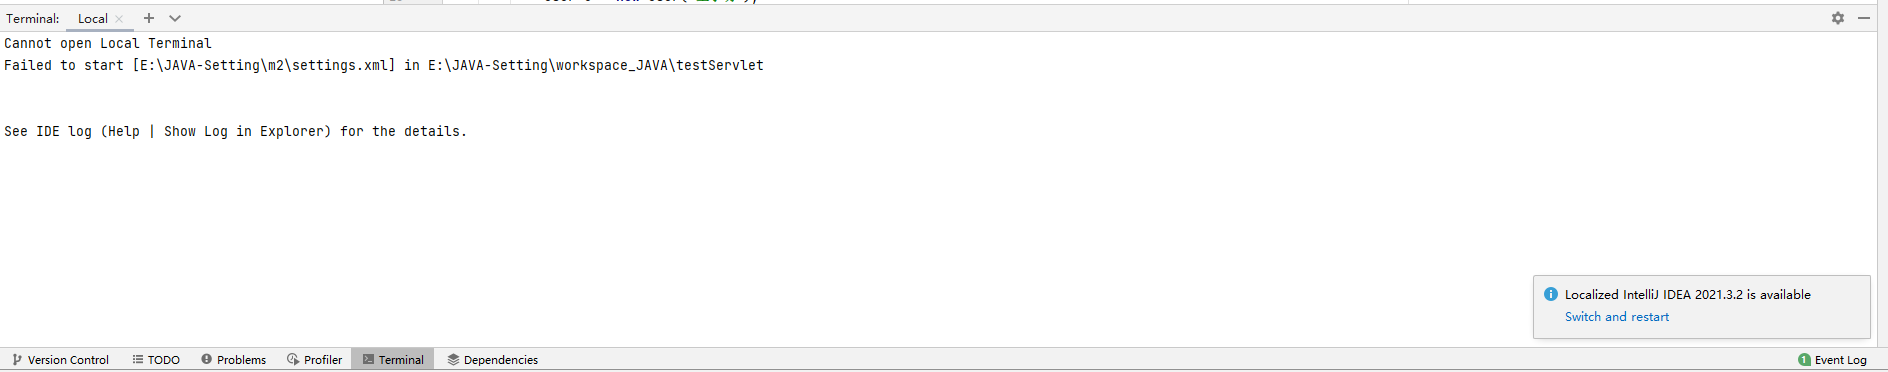 Terminal: Local
Cannot open Local Terminal
Failed to start [E:\JAVA-Setting\m2\settings.xml] in E:\JAVA-Setting\workspace_JAVA\testServlet
See IDE log (Help | Show Log in Explorer) for the details.
Localized IntelliJ IDEA 2021.3.2 is available
Switch and restart
Version Control TODO Problems Profiler Terminal Dependencies 1 Event Log